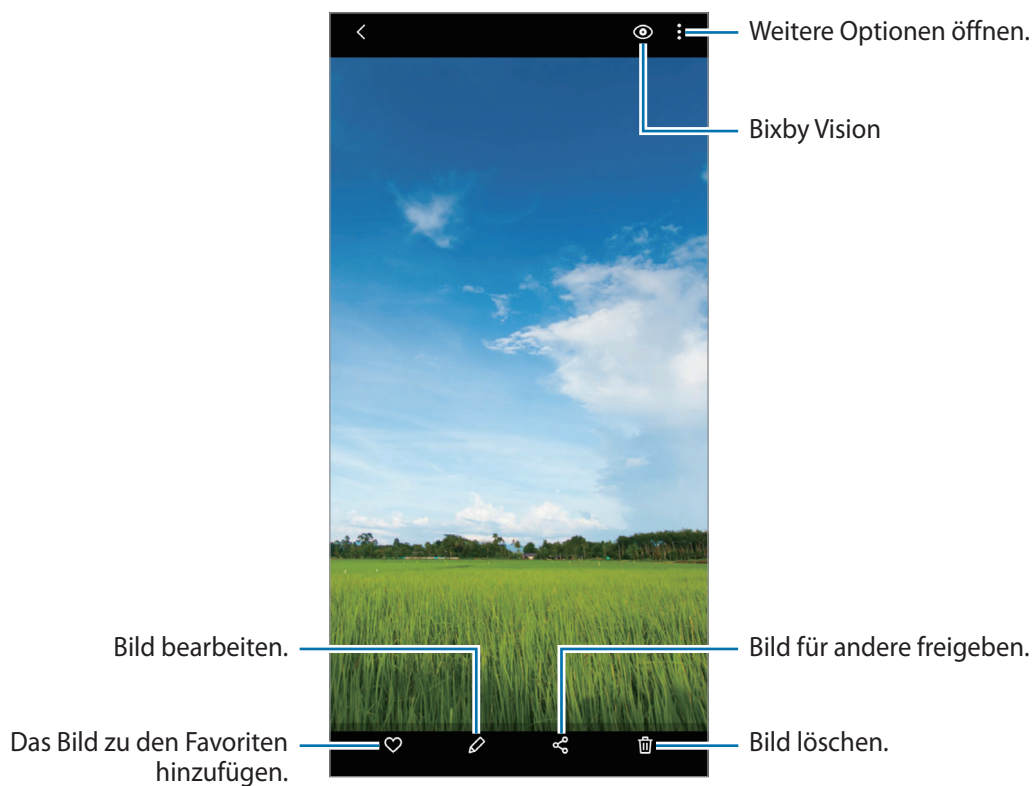 Weitere Optionen öffnen.
Bixby Vision
Bild bearbeiten.
Bild für andere freigeben.
Das Bild zu den Favoriten
hinzufügen.
Bild löschen.